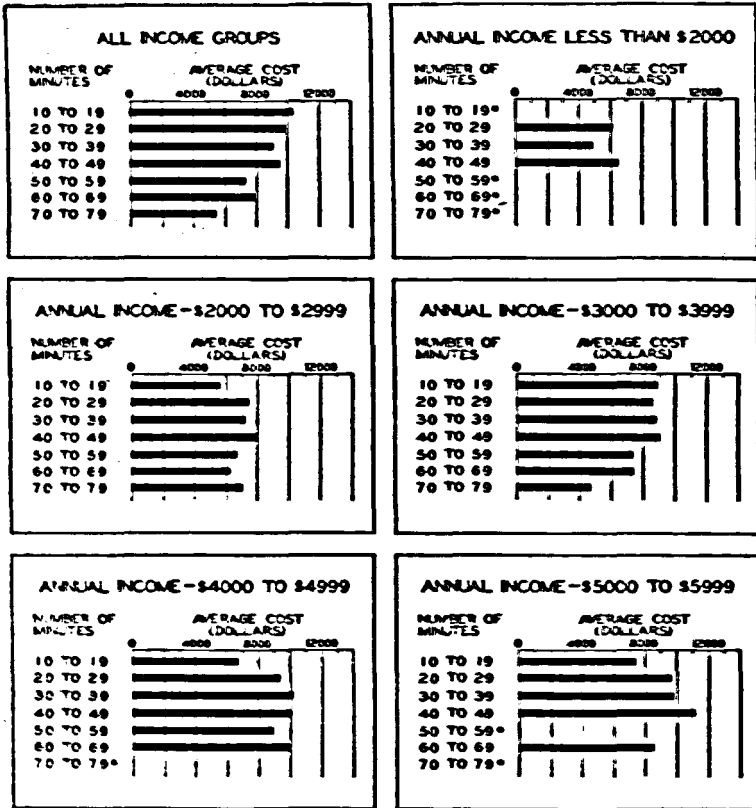 ALL INCOME GROUPS
NUMBER OF MINUTES
AVERAGE COST (DOLLARS)
0 4000 8000 12000
10 TO 19
20 TO 29
30 TO 39
40 TO 49
50 TO 59
60 TO 69
70 TO 79
ANNUAL INCOME LESS THAN $2000
NUMBER OF MINUTES
AVERAGE COST (DOLLARS)
0 4000 8000 12000
10 TO 19*
20 TO 29
30 TO 39
40 TO 49
50 TO 59*
60 TO 69*
70 TO 79*
ANNUAL INCOME-$2000 TO $2999
NUMBER OF MINUTES
AVERAGE COST (DOLLARS)
0 4000 8000 12000
10 TO 19
20 TO 29
30 TO 39
40 TO 49
50 TO 59
60 TO 69
70 TO 79
ANNUAL INCOME-$3000 TO $3999
NUMBER OF MINUTES
AVERAGE COST (DOLLARS)
0 4000 8000 12000
10 TO 19
20 TO 29
30 TO 39
40 TO 49
50 TO 59
60 TO 69
70 TO 79
ANNUAL INCOME-$4000 TO $4999
NUMBER OF MINUTES
AVERAGE COST (DOLLARS)
0 4000 8000 12000
10 TO 19
20 TO 29
30 TO 39
40 TO 49
50 TO 59
60 TO 69
70 TO 79*
ANNUAL INCOME-$5000 TO $5999
NUMBER OF MINUTES
AVERAGE COST (DOLLARS)
0 4000 8000 12000
10 TO 19
20 TO 29
30 TO 39
40 TO 49
50 TO 59*
60 TO 69
70 TO 79*